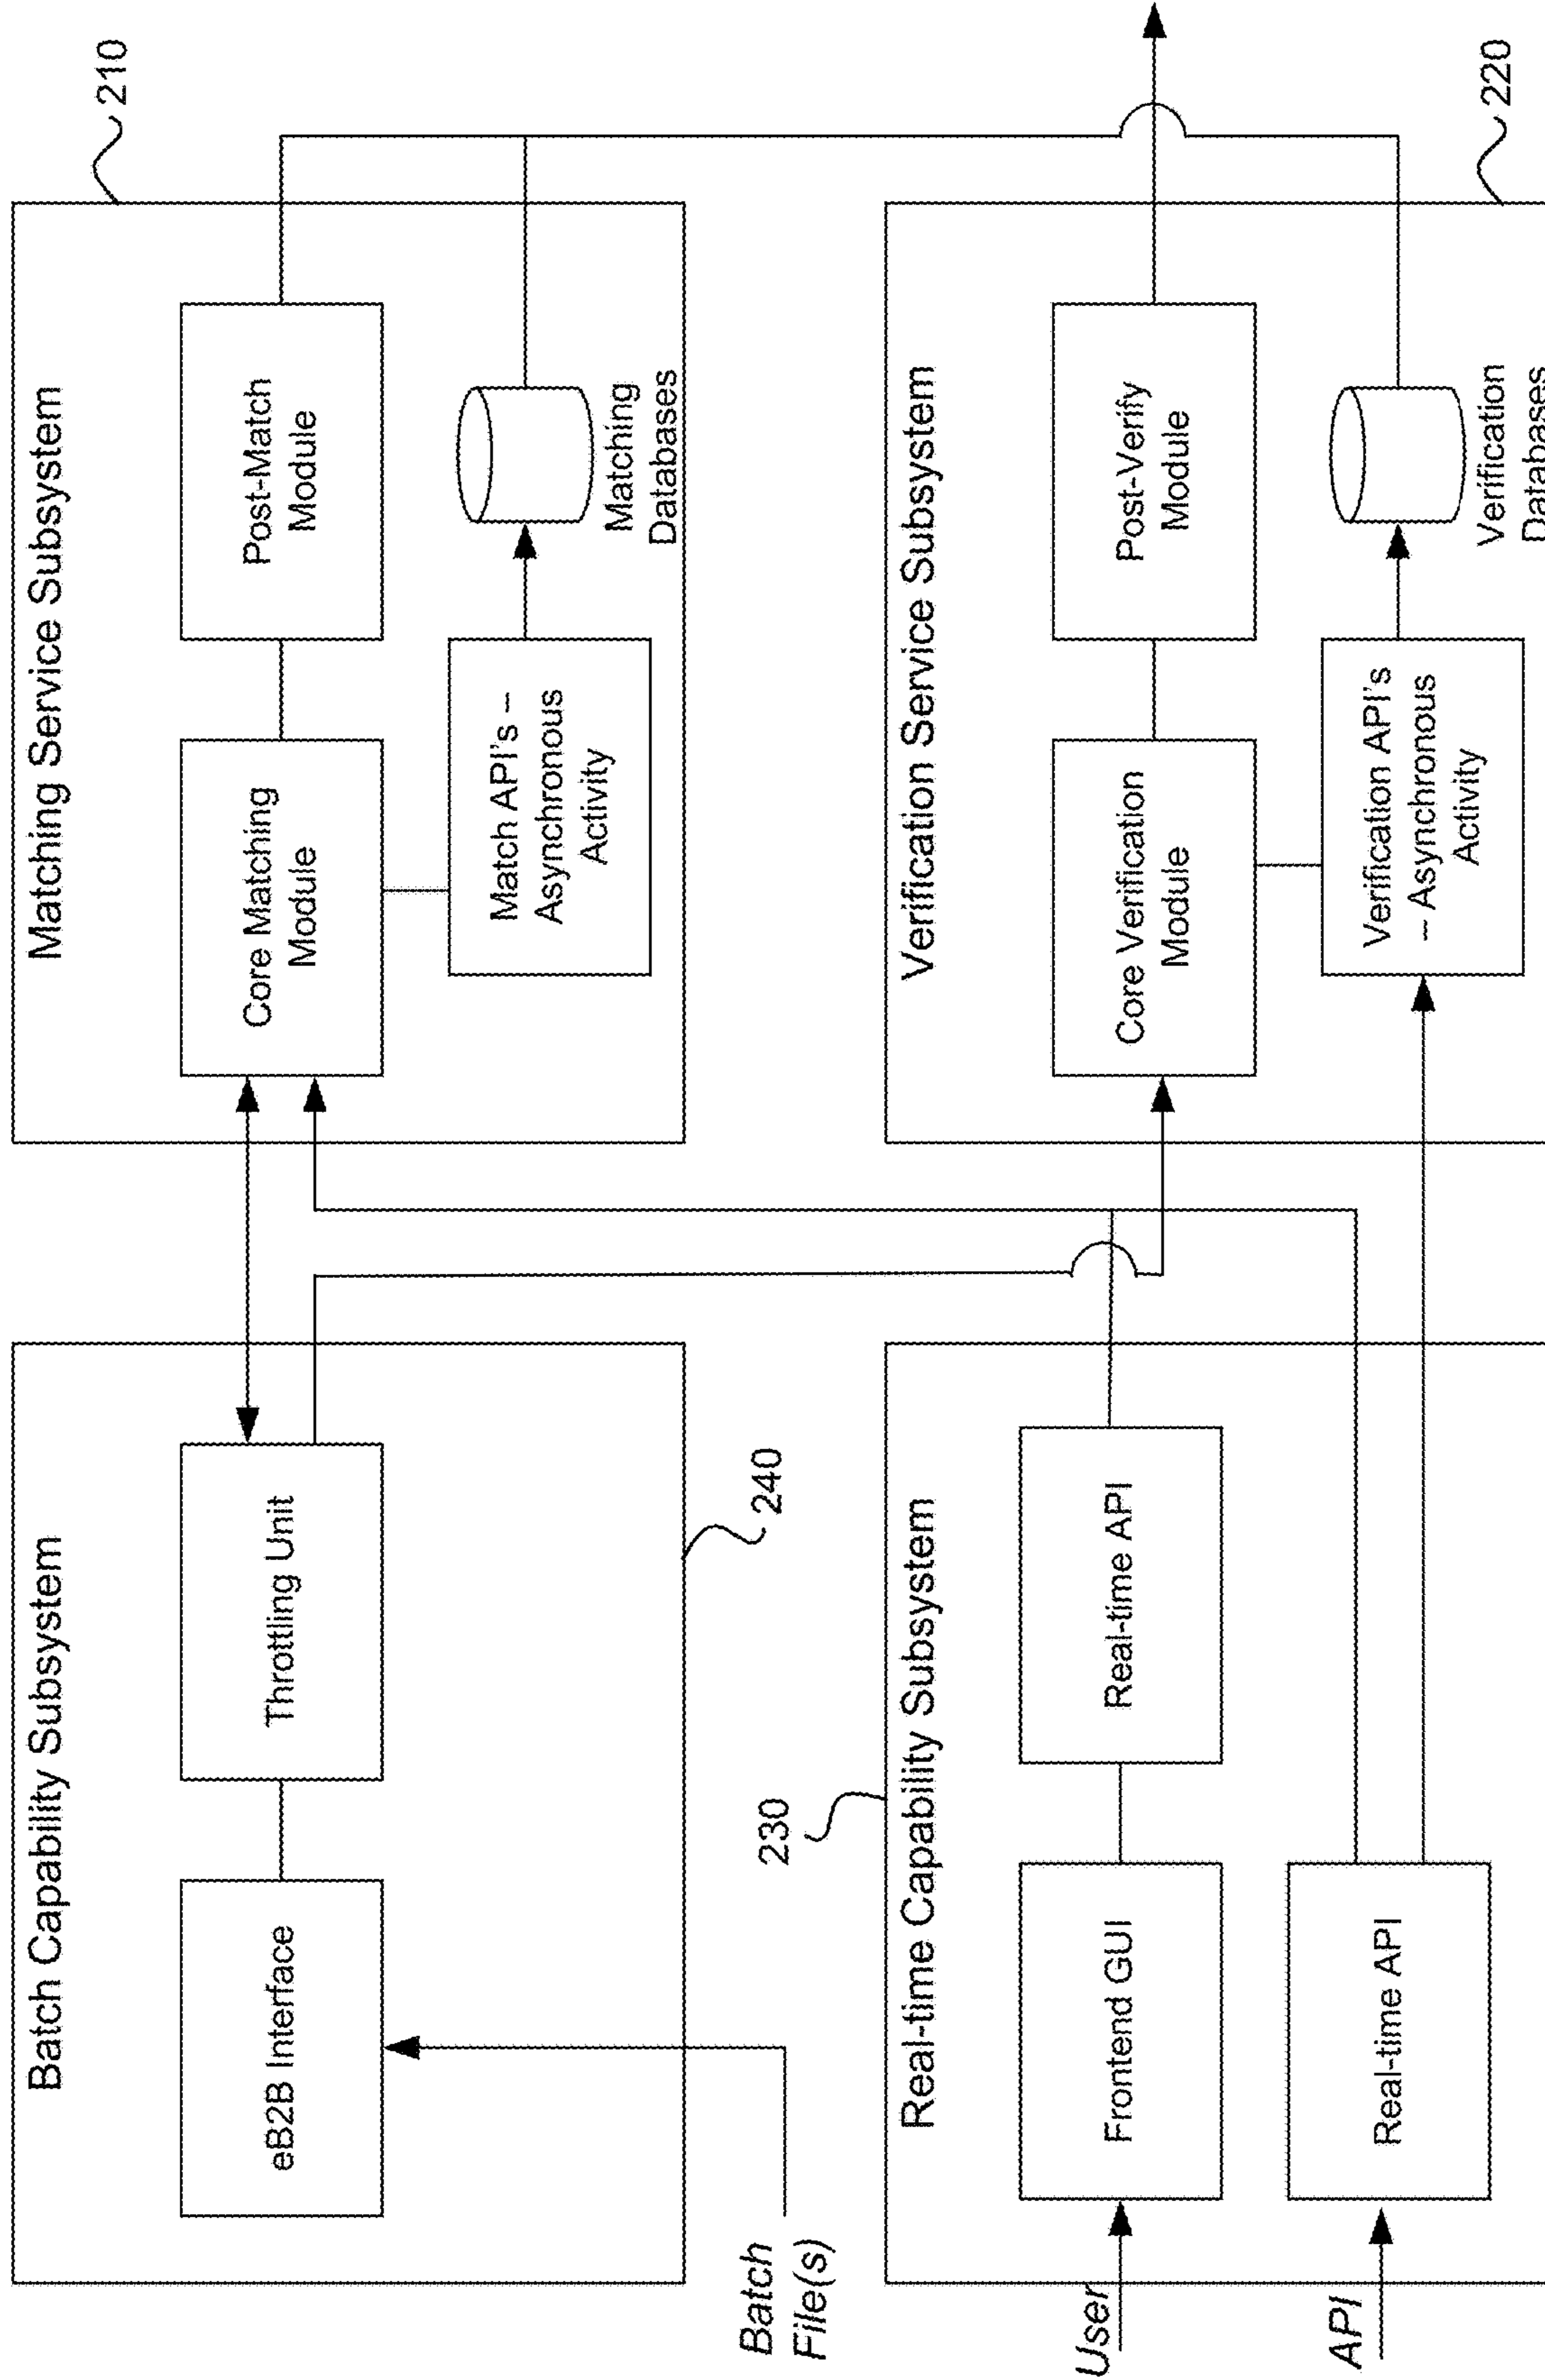 Batch Capability Subsystem
eB2B Interface
Throttling Unit
240
Batch
File(s)
Matching Service Subsystem
210
Core Matching
Module
Post-Match
Module
Match API's –
Asynchronous
Activity
Matching
Databases
Real-time Capability Subsystem
230
User
Frontend GUI
Real-time API
API
Real-time API
Verification Service Subsystem
220
Core Verification
Module
Post-Verify
Module
Verification API's
– Asynchronous
Activity
Verification
Databases